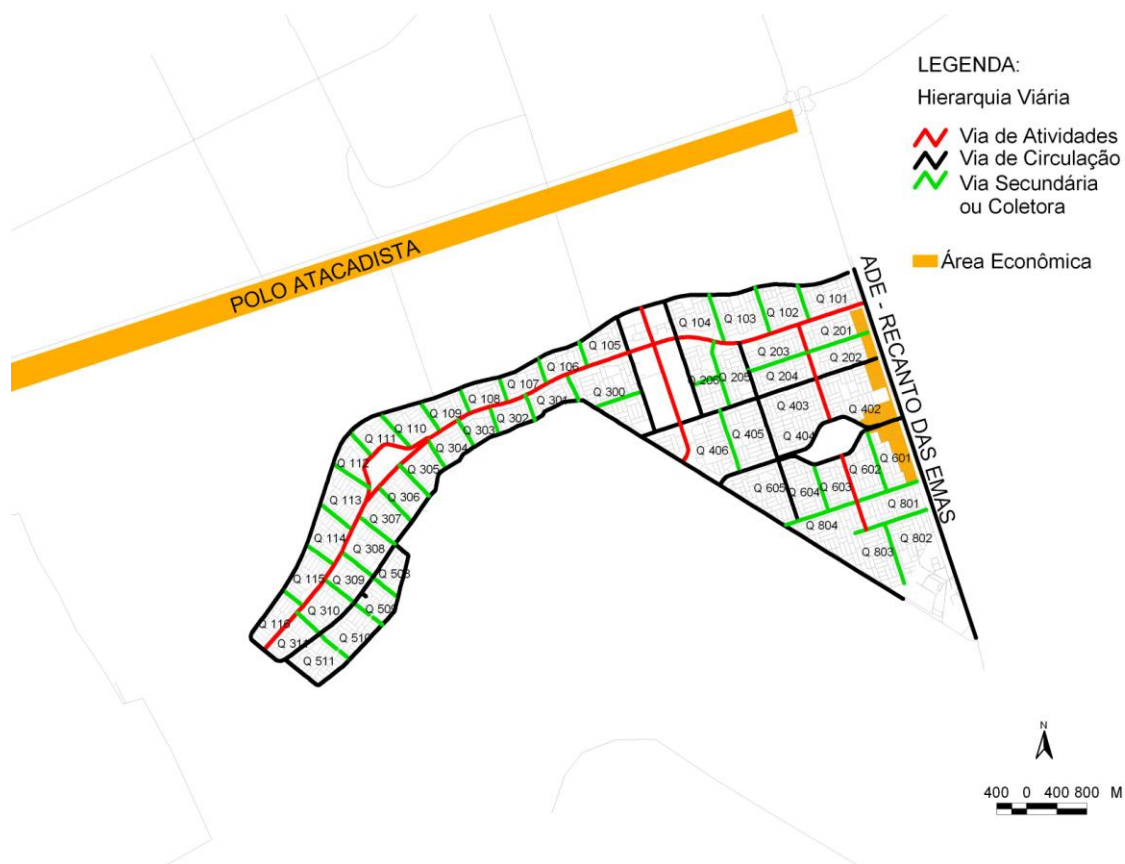 LEGENDA:
Hierarquia Viária
Via de Atividades
Via de Circulação
Via Secundária
ou Coletora
Área Econômica
POLO ATACADISTA
ADE - RECANTO DAS EMAS
Q 101
Q 102
Q 103
Q 104
Q 201
Q 202
Q 203
Q 204
Q 205
Q 206
Q 105
Q 106
Q 107
Q 108
Q 109
Q 110
Q 111
Q 112
Q 113
Q 114
Q 115
Q 116
Q 300
Q 301
Q 302
Q 303
Q 304
Q 305
Q 306
Q 307
Q 308
Q 309
Q 310
Q 311
Q 402
Q 403
Q 404
Q 405
Q 406
Q 508
Q 509
Q 510
Q 511
Q 601
Q 602
Q 603
Q 604
Q 605
Q 801
Q 802
Q 803
Q 804
N
400 0 400 800 M